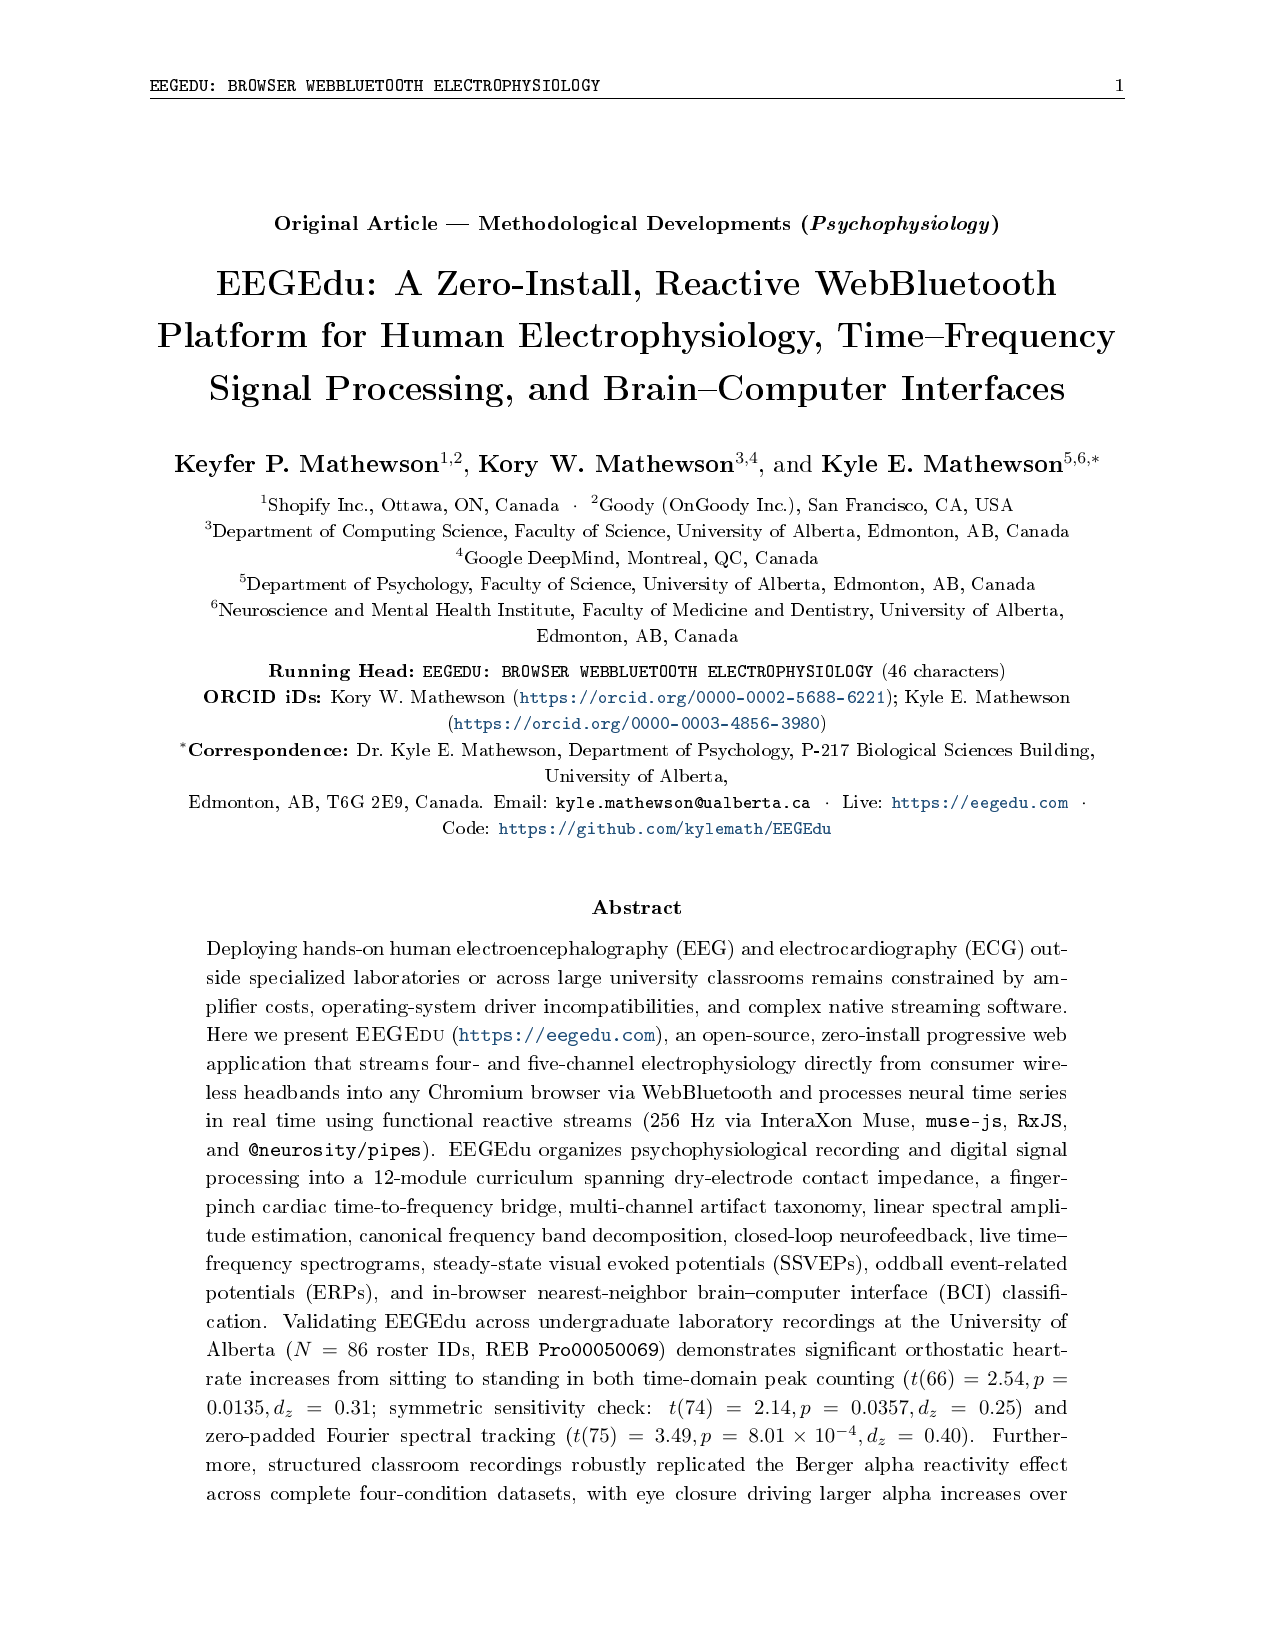 EEGEDU: BROWSER WEBBLUETOOTH ELECTROPHYSIOLOGY 1
Original Article — Methodological Developments (Psychophysiology)
EEGEdu: A Zero-Install, Reactive WebBluetooth
Platform for Human Electrophysiology, Time–Frequency
Signal Processing, and Brain–Computer Interfaces
Keyfer P. Mathewson1,2, Kory W. Mathewson3,4, and Kyle E. Mathewson5,6,*
1Shopify Inc., Ottawa, ON, Canada · 2Goody (OnGoody Inc.), San Francisco, CA, USA
3Department of Computing Science, Faculty of Science, University of Alberta, Edmonton, AB, Canada
4Google DeepMind, Montreal, QC, Canada
5Department of Psychology, Faculty of Science, University of Alberta, Edmonton, AB, Canada
6Neuroscience and Mental Health Institute, Faculty of Medicine and Dentistry, University of Alberta,
Edmonton, AB, Canada
Running Head: EEGEDU: BROWSER WEBBLUETOOTH ELECTROPHYSIOLOGY (46 characters)
ORCID iDs: Kory W. Mathewson (https://orcid.org/0000-0002-5688-6221); Kyle E. Mathewson
(https://orcid.org/0000-0003-4856-3980)
*Correspondence: Dr. Kyle E. Mathewson, Department of Psychology, P-217 Biological Sciences Building,
University of Alberta,
Edmonton, AB, T6G 2E9, Canada. Email: kyle.mathewson@ualberta.ca · Live: https://eegedu.com ·
Code: https://github.com/kylemath/EEGEdu
Abstract
Deploying hands-on human electroencephalography (EEG) and electrocardiography (ECG) out-
side specialized laboratories or across large university classrooms remains constrained by am-
plifier costs, operating-system driver incompatibilities, and complex native streaming software.
Here we present EEGEDU (https://eegedu.com), an open-source, zero-install progressive web
application that streams four- and five-channel electrophysiology directly from consumer wire-
less headbands into any Chromium browser via WebBluetooth and processes neural time series
in real time using functional reactive streams (256 Hz via InteraXon Muse, muse-js, RxJS,
and @neurosity/pipes). EEGEdu organizes psychophysiological recording and digital signal
processing into a 12-module curriculum spanning dry-electrode contact impedance, a finger-
pinch cardiac time-to-frequency bridge, multi-channel artifact taxonomy, linear spectral ampli-
tude estimation, canonical frequency band decomposition, closed-loop neurofeedback, live time–
frequency spectrograms, steady-state visual evoked potentials (SSVEPs), oddball event-related
potentials (ERPs), and in-browser nearest-neighbor brain–computer interface (BCI) classifi-
cation. Validating EEGEdu across undergraduate laboratory recordings at the University of
Alberta (N = 86 roster IDs, REB Pro00050069) demonstrates significant orthostatic heart-
rate increases from sitting to standing in both time-domain peak counting (t(66) = 2.54, p =
0.0135, dz = 0.31; symmetric sensitivity check: t(74) = 2.14, p = 0.0357, dz = 0.25) and
zero-padded Fourier spectral tracking (t(75) = 3.49, p = 8.01 × 10−4, dz = 0.40). Further-
more, structured classroom recordings robustly replicated the Berger alpha reactivity effect
across complete four-condition datasets, with eye closure driving larger alpha increases over